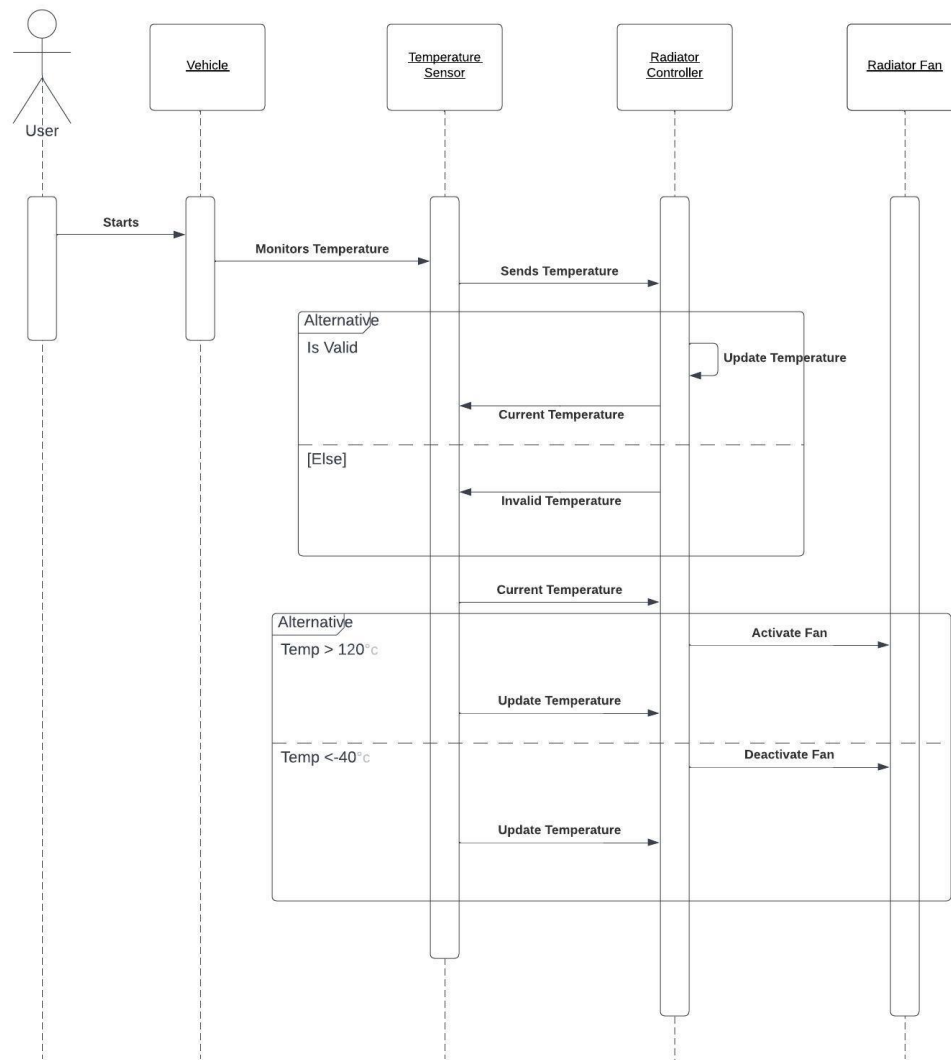 User
Vehicle
Temperature
Sensor
Radiator
Controller
Radiator Fan
Starts
Monitors Temperature
Sends Temperature
Alternative
Is Valid
Update Temperature
Current Temperature
[Else]
Invalid Temperature
Current Temperature
Alternative
Temp > 120°c
Activate Fan
Update Temperature
Temp <-40°c
Deactivate Fan
Update Temperature